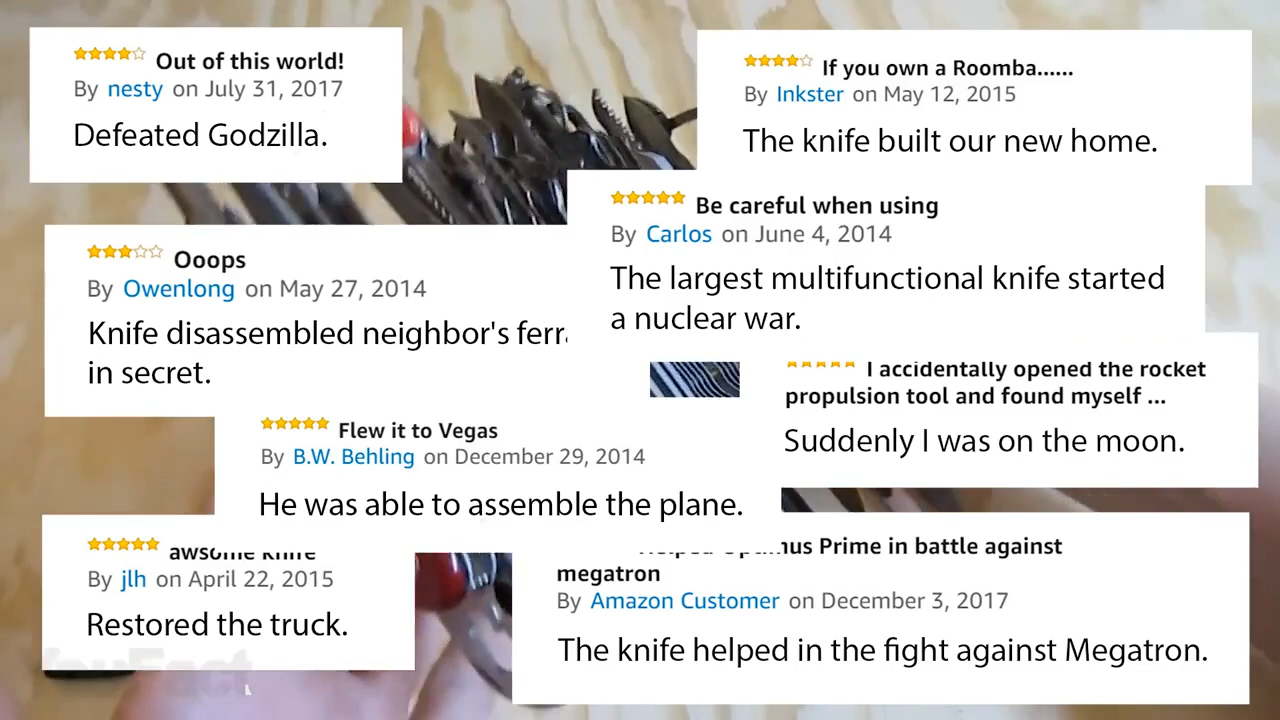 Out of this world!
By nesty on July 31, 2017
Defeated Godzilla.
If you own a Roomba......
By Inkster on May 12, 2015
The knife built our new home.
Be careful when using
By Carlos on June 4, 2014
The largest multifunctional knife started
a nuclear war.
Ooops
By Owenlong on May 27, 2014
Knife disassembled neighbor's
in secret.
I accidentally opened the rocket
propulsion tool and found myself ...
Suddenly I was on the moon.
Flew it to Vegas
By B.W. Behling on December 29, 2014
He was able to assemble the plane.
awsome knife
By jlh on April 22, 2015
Restored the truck.
Helped Optimus Prime in battle against
megatron
By Amazon Customer on December 3, 2017
The knife helped in the fight against Megatron.